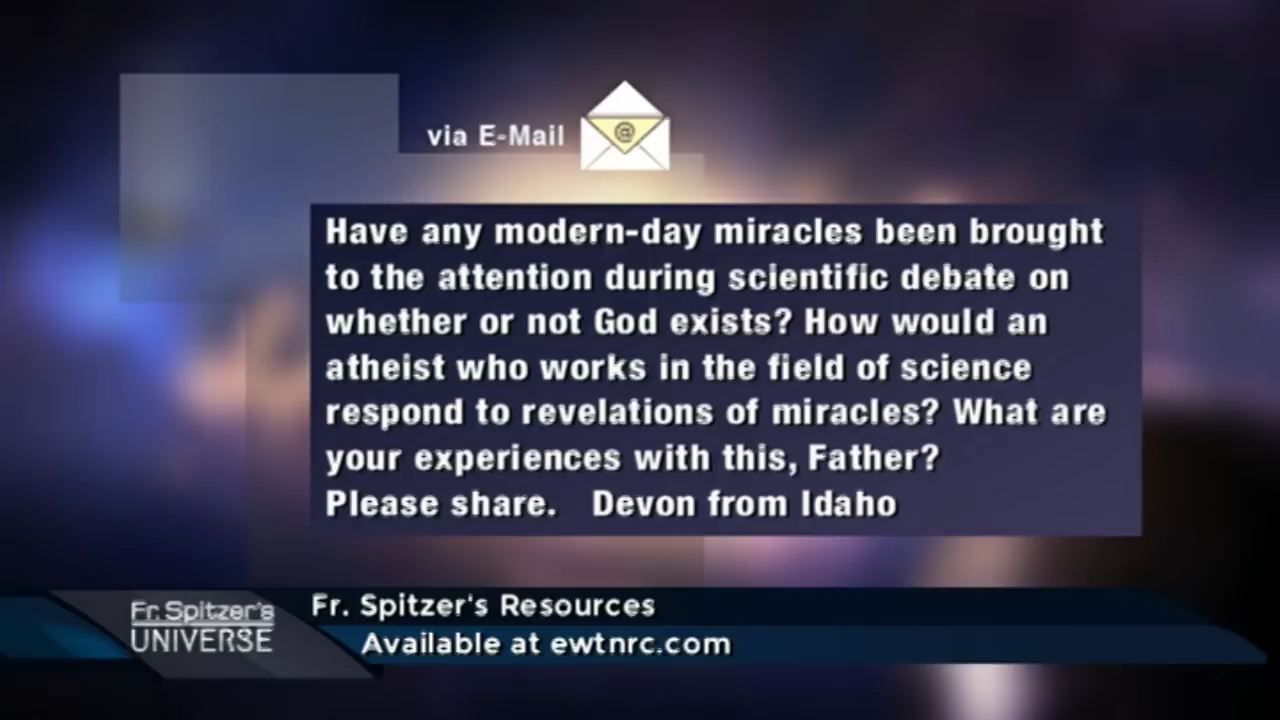 via E-Mail
@
Have any modern-day miracles been brought
to the attention during scientific debate on
whether or not God exists? How would an
atheist who works in the field of science
respond to revelations of miracles? What are
your experiences with this, Father?
Please share. Devon from Idaho
Fr. Spitzer's Resources
Available at ewtnrc.com
Fr. Spitzer's
UNIVERSE